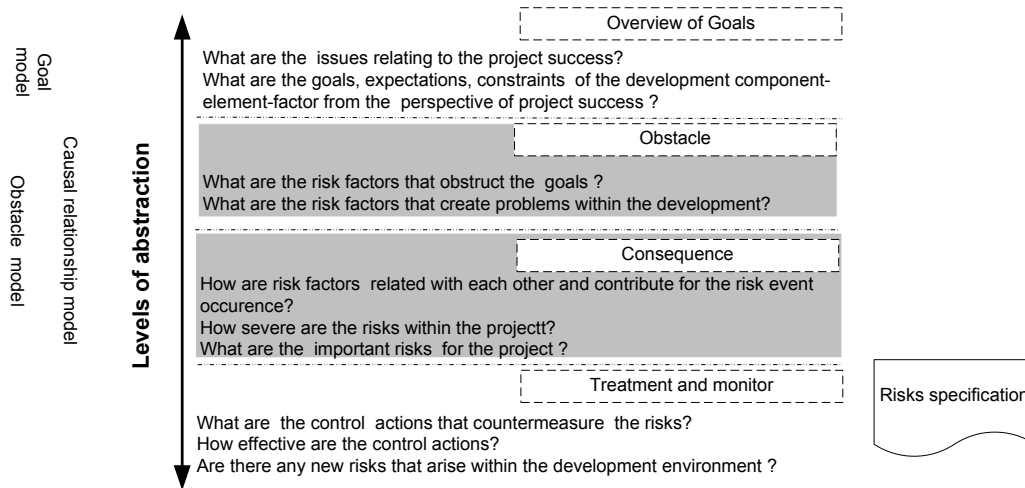 Goal
model
Causal relationship model
Obstacle model
Levels of abstraction
Overview of Goals
What are the issues relating to the project success?
What are the goals, expectations, constraints of the development component-
element-factor from the perspective of project success ?
Obstacle
What are the risk factors that obstruct the goals ?
What are the risk factors that create problems within the development?
Consequence
How are risk factors related with each other and contribute for the risk event
occurence?
How severe are the risks within the projectt?
What are the important risks for the project ?
Treatment and monitor
What are the control actions that countermeasure the risks?
How effective are the control actions?
Are there any new risks that arise within the development environment ?
Risks specification